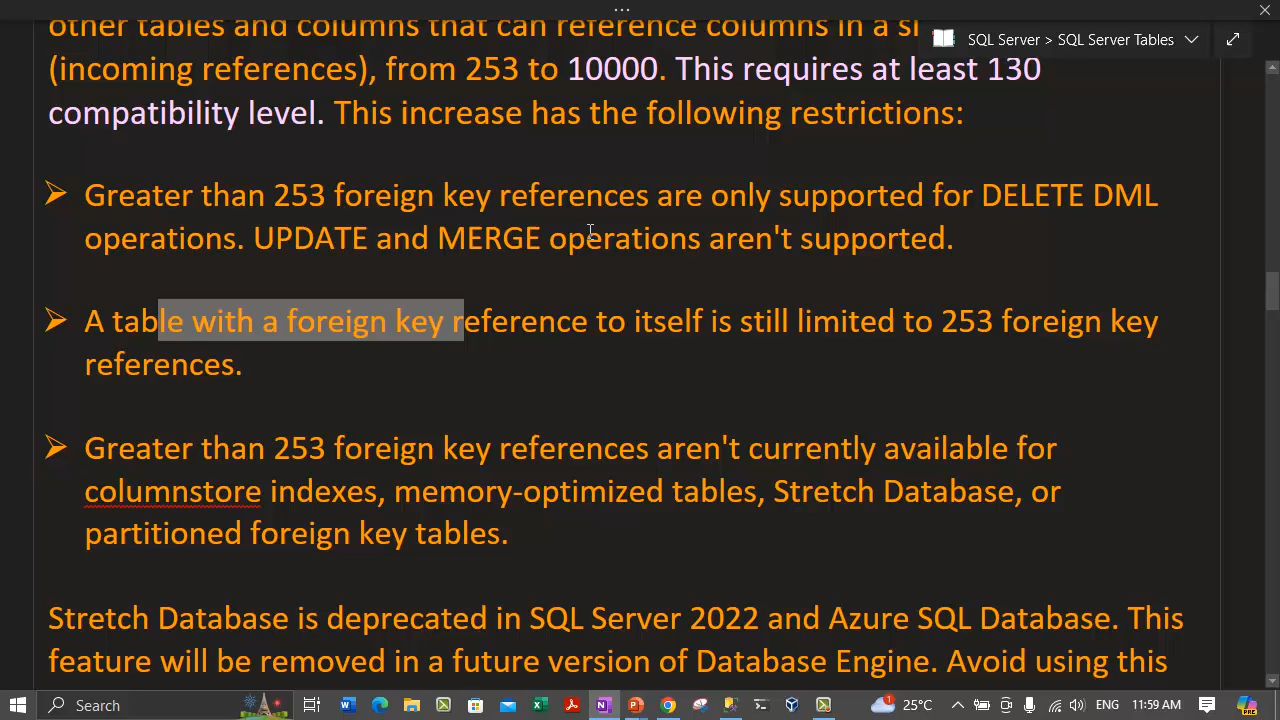 other tables and columns that can reference columns in a si
SQL Server > SQL Server Tables
(incoming references), from 253 to 10000. This requires at least 130
compatibility level. This increase has the following restrictions:
Greater than 253 foreign key references are only supported for DELETE DML
operations. UPDATE and MERGE operations aren't supported.
A table with a foreign key reference to itself is still limited to 253 foreign key
references.
Greater than 253 foreign key references aren't currently available for
columnstore indexes, memory-optimized tables, Stretch Database, or
partitioned foreign key tables.
Stretch Database is deprecated in SQL Server 2022 and Azure SQL Database. This
feature will be removed in a future version of Database Engine. Avoid using this
Search
1
25°C
ENG
11:59 AM